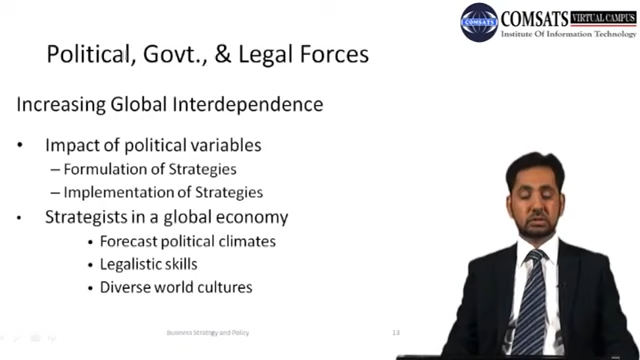 COMSATS VIRTUAL CAMPUS
Institute Of Information Technology
Political, Govt., & Legal Forces
Increasing Global Interdependence
• Impact of political variables
– Formulation of Strategies
– Implementation of Strategies
• Strategists in a global economy
• Forecast political climates
• Legalistic skills
• Diverse world cultures
Business Strategy and Policy
13